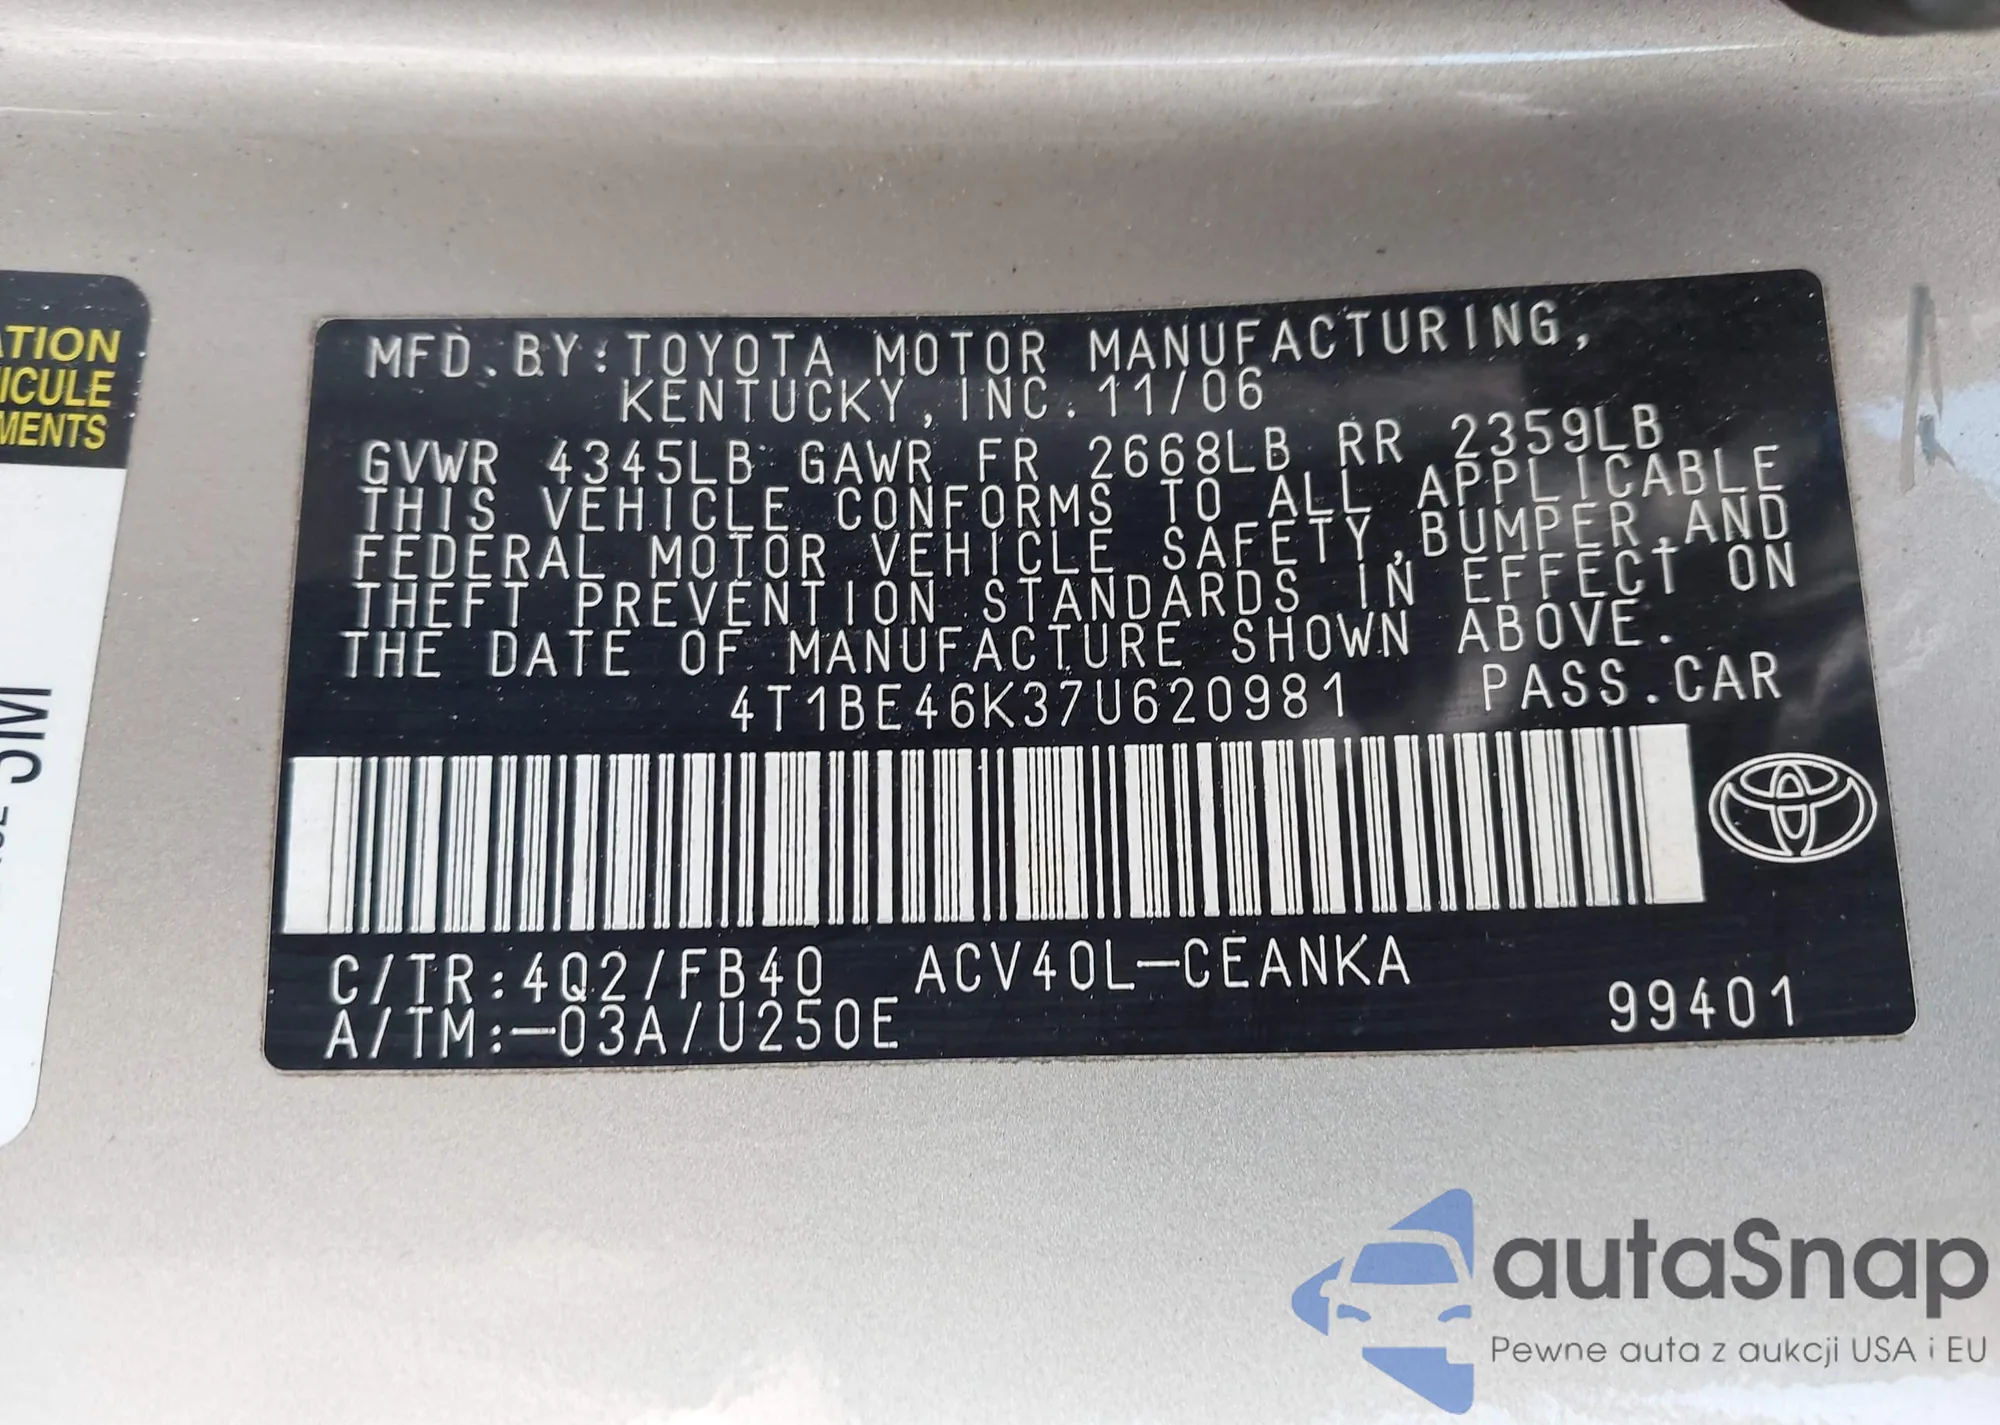 ATION
ICULE
MENTS
5MI
MFD.BY:TOYOTA MOTOR MANUFACTURING,
KENTUCKY,INC.11/06
GVWR 4345LB GAWR FR 2668LB RR 2359LB
THIS VEHICLE CONFORMS TO ALL APPLICABLE
FEDERAL MOTOR VEHICLE SAFETY,BUMPER,AND
THEFT PREVENTION STANDARDS IN EFFECT ON
THE DATE OF MANUFACTURE SHOWN ABOVE.
4T1BE46K37U620981 PASS.CAR
C/TR:4Q2/FB40 ACV40L-CEANKA
A/TM:-03A/U250E 99401
autaSnap
Pewne auta z aukcji USA i EU